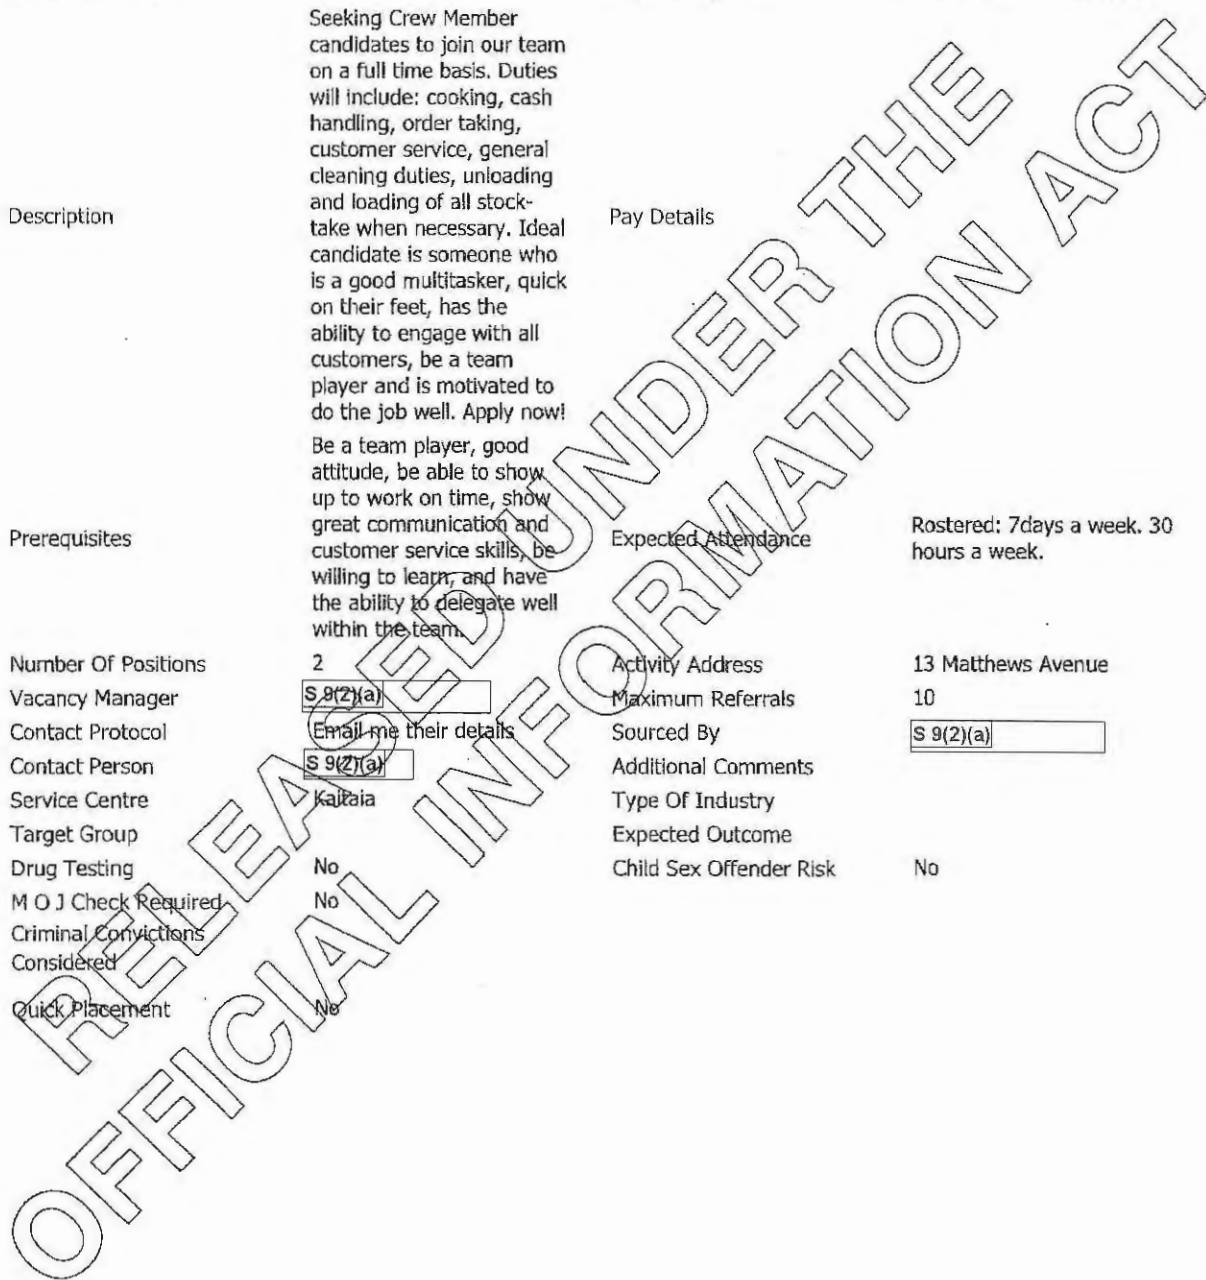 Seeking Crew Member
candidates to join our team
on a full time basis. Duties
will include: cooking, cash
handling, order taking,
customer service, general
cleaning duties, unloading
and loading of all stock-
take when necessary. Ideal
candidate is someone who
is a good multitasker, quick
on their feet, has the
ability to engage with all
customers, be a team
player and is motivated to
do the job well. Apply now!
Description
Pay Details
Be a team player, good
attitude, be able to show
up to work on time, show
great communication and
customer service skills, be
willing to learn, and have
the ability to delegate well
within the team.
Prerequisites
Expected Attendance
Rostered: 7days a week. 30
hours a week.
Number Of Positions 2 Activity Address 13 Matthews Avenue
Vacancy Manager S 9(2)(a) Maximum Referrals 10
Contact Protocol Email me their details Sourced By S 9(2)(a)
Contact Person S 9(2)(a) Additional Comments
Service Centre Kaitaia Type Of Industry
Target Group Expected Outcome
Drug Testing No Child Sex Offender Risk No
M O J Check Required No
Criminal Convictions
Considered
Quick Placement No
RELEASED UNDER THE
OFFICIAL INFORMATION ACT